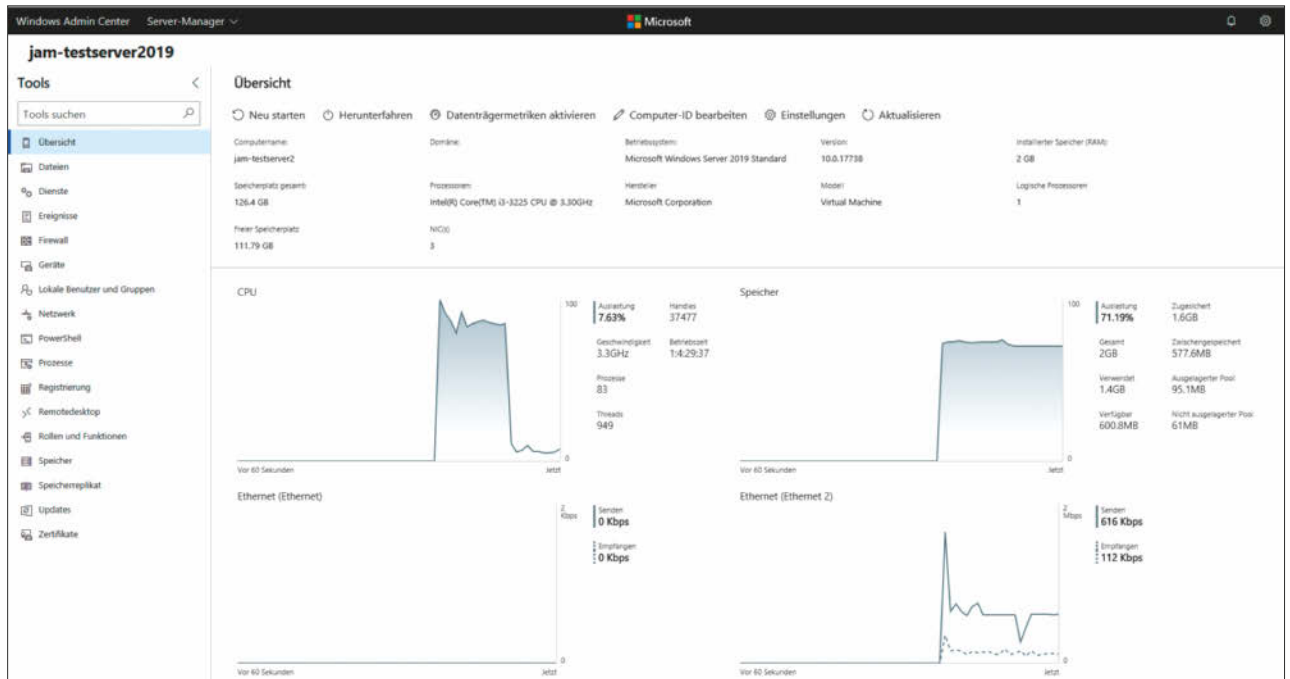 Windows Admin Center Server-Manager
Microsoft
jam-testserver2019
Tools
Tools suchen
Übersicht
Dateien
Dienste
Ereignisse
Firewall
Geräte
Lokale Benutzer und Gruppen
Netzwerk
PowerShell
Prozesse
Registrierung
Remotedesktop
Rollen und Funktionen
Speicher
Speicherreplikat
Updates
Zertifikate
Übersicht
Neu starten Herunterfahren Datenträgermetriken aktivieren Computer-ID bearbeiten Einstellungen Aktualisieren
Computername: Domäne: Betriebssystem: Version: Installierter Speicher (RAM):
jam-testserver2 Microsoft Windows Server 2019 Standard 10.0.17738 2 GB
Speicherplatz gesamt: Prozessoren: Hersteller Modell Logische Prozessoren
126.4 GB Intel(R) Core(TM) i3-3225 CPU @ 3.30GHz Microsoft Corporation Virtual Machine 1
Freier Speicherplatz NIC(s)
111.79 GB 3
CPU
100
Auslastung Handles
7.63% 37477
Geschwindigkeit Betriebszeit
3.3GHz 1:4:29:37
Prozesse
83
Threads
949
0
Vor 60 Sekunden Jetzt
Speicher
100
Auslastung Zugesichert
71.19% 1.6GB
Gesamt Zwischengespeichert
2GB 577.6MB
Verwendet Ausgelagerter Pool
1.4GB 95.1MB
Verfügbar Nicht ausgelagerter Poo
600.8MB 61MB
0
Vor 60 Sekunden Jetzt
Ethernet (Ethernet)
2
Kbps
Senden
0 Kbps
Empfangen
0 Kbps
0
Vor 60 Sekunden Jetzt
Ethernet (Ethernet 2)
2
Mbps
Senden
616 Kbps
Empfangen
112 Kbps
0
Vor 60 Sekunden Jetzt